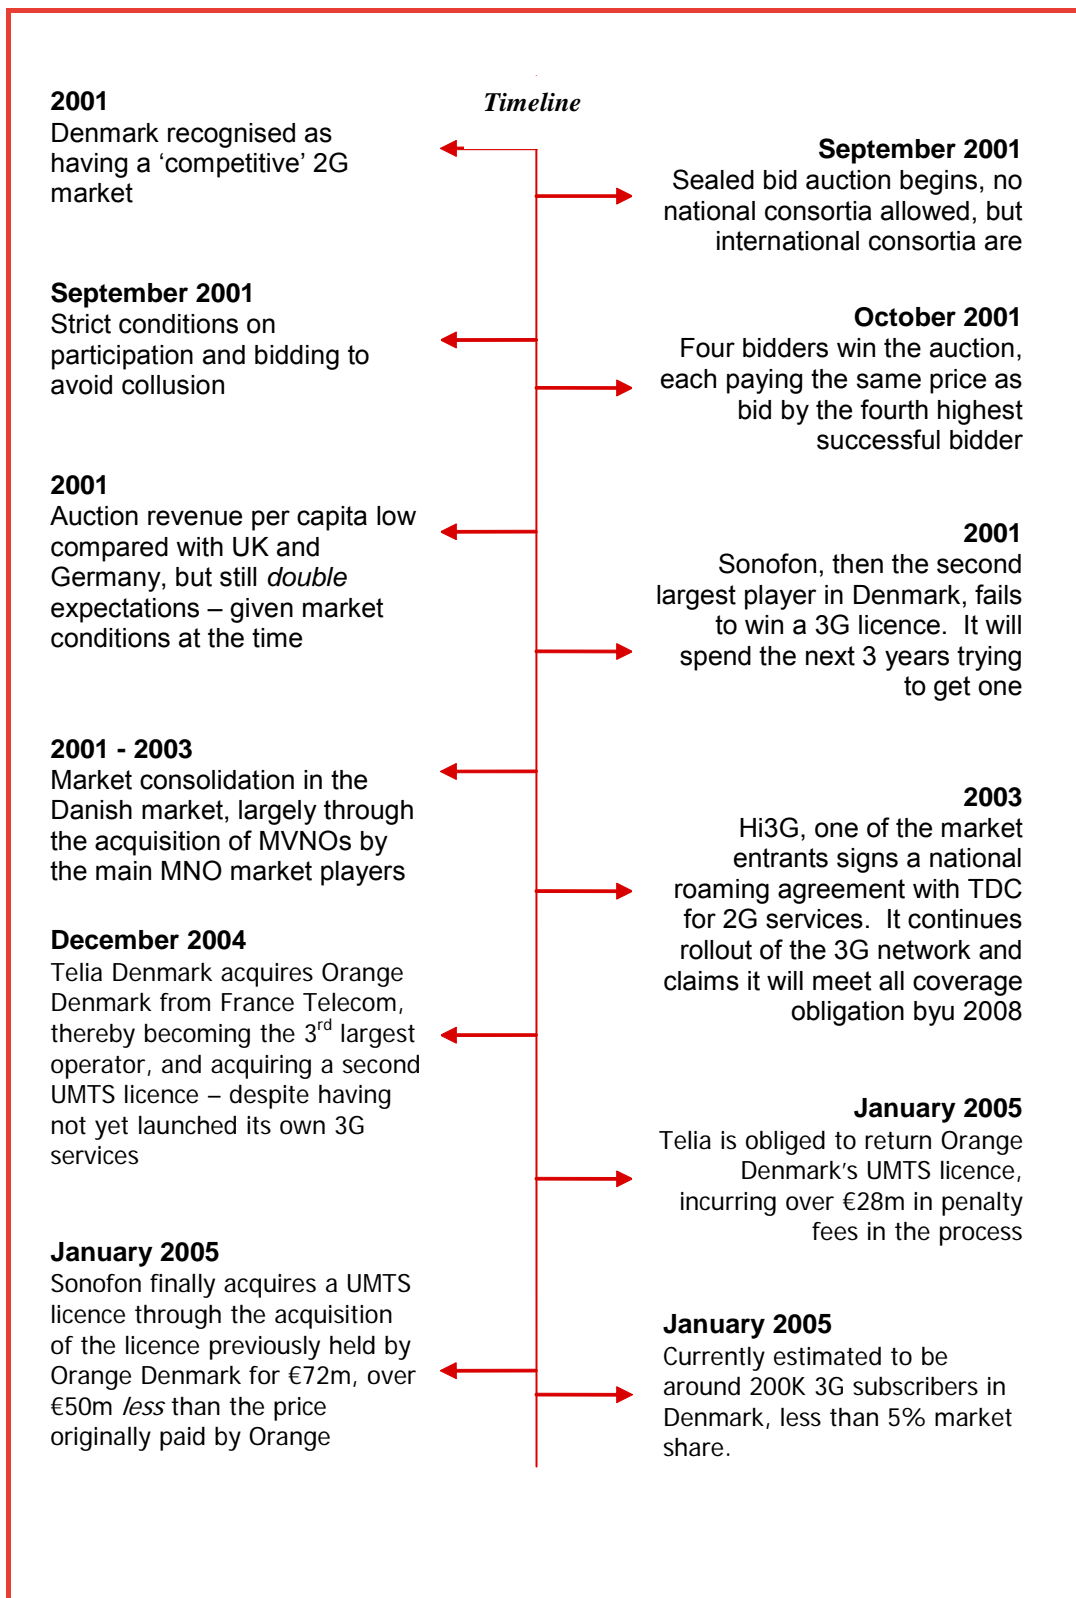 Timeline
2001
Denmark recognised as
having a ‘competitive’ 2G
market
September 2001
Sealed bid auction begins, no
national consortia allowed, but
international consortia are
September 2001
Strict conditions on
participation and bidding to
avoid collusion
October 2001
Four bidders win the auction,
each paying the same price as
bid by the fourth highest
successful bidder
2001
Auction revenue per capita low
compared with UK and
Germany, but still double
expectations – given market
conditions at the time
2001
Sonofon, then the second
largest player in Denmark, fails
to win a 3G licence.  It will
spend the next 3 years trying
to get one
2001 - 2003
Market consolidation in the
Danish market, largely through
the acquisition of MVNOs by
the main MNO market players
2003
Hi3G, one of the market
entrants signs a national
roaming agreement with TDC
for 2G services.  It continues
rollout of the 3G network and
claims it will meet all coverage
obligation byu 2008
December 2004
Telia Denmark acquires Orange
Denmark from France Telecom,
thereby becoming the 3rd largest
operator, and acquiring a second
UMTS licence – despite having
not yet launched its own 3G
services
January 2005
Telia is obliged to return Orange
Denmark’s UMTS licence,
incurring over €28m in penalty
fees in the process
January 2005
Sonofon finally acquires a UMTS
licence through the acquisition
of the licence previously held by
Orange Denmark for €72m, over
€50m less than the price
originally paid by Orange
January 2005
Currently estimated to be
around 200K 3G subscribers in
Denmark, less than 5% market
share.